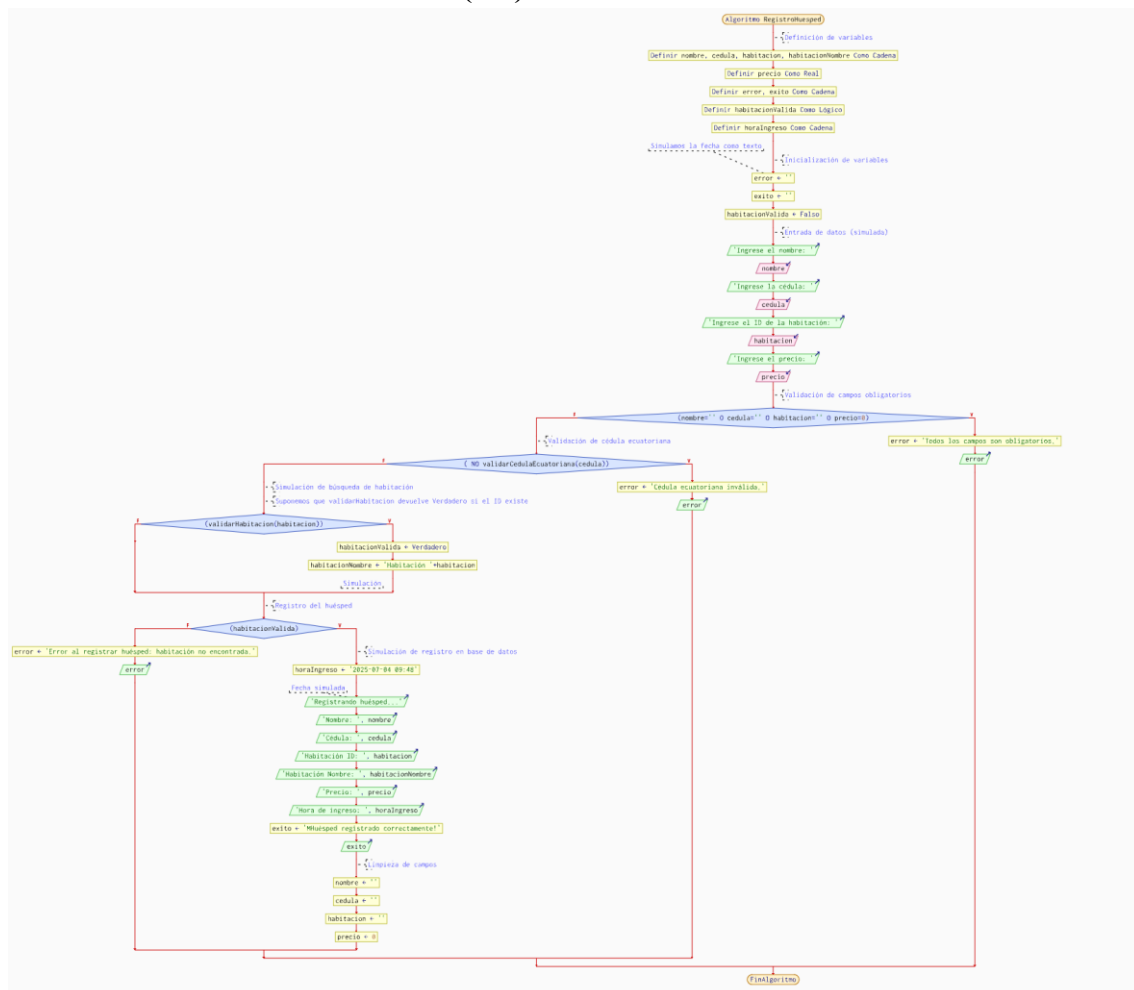 Algoritmo RegistroHuesped
Definición de variables
Definir nombre, cedula, habitacion, habitacionNombre Como Cadena
Definir precio Como Real
Definir error, exito Como Cadena
Definir habitacionValida Como Lógico
Definir horaIngreso Como Cadena
Simulamos la fecha como texto
Inicialización de variables
error ← ''
exito ← ''
habitacionValida ← Falso
Entrada de datos (simulada)
'Ingrese el nombre: '
nombre
'Ingrese la cédula: '
cedula
'Ingrese el ID de la habitación: '
habitacion
'Ingrese el precio: '
precio
Validación de campos obligatorios
F
(nombre='' O cedula='' O habitacion='' O precio=0)
V
Validación de cédula ecuatoriana
error ← 'Todos los campos son obligatorios.'
error
F
( NO validarCedulaEcuatoriana(cedula))
V
Simulación de búsqueda de habitación
error ← 'Cédula ecuatoriana inválida.'
Suponemos que validarHabitacion devuelve Verdadero si el ID existe
error
F
(validarHabitacion(habitacion))
V
habitacionValida ← Verdadero
habitacionNombre ← 'Habitación '+habitacion
Simulación
Registro del huésped
F
(habitacionValida)
V
error ← 'Error al registrar huésped: habitación no encontrada.'
Simulación de registro en base de datos
error
horaIngreso ← '2025-07-04 09:48'
Fecha simulada
'Registrando huésped...'
'Nombre: ', nombre
'Cédula: ', cedula
'Habitación ID: ', habitacion
'Habitación Nombre: ', habitacionNombre
'Precio: ', precio
'Hora de ingreso: ', horaIngreso
exito ← 'MHuésped registrado correctamente!'
exito
Limpieza de campos
nombre ← ''
cedula ← ''
habitacion ← ''
precio ← 0
FinAlgoritmo